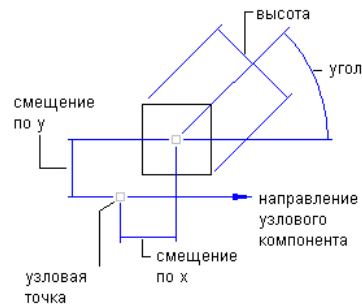 высота
угол
смещение
по y
направление
узлового
компонента
смещение
по x
узловая
точка